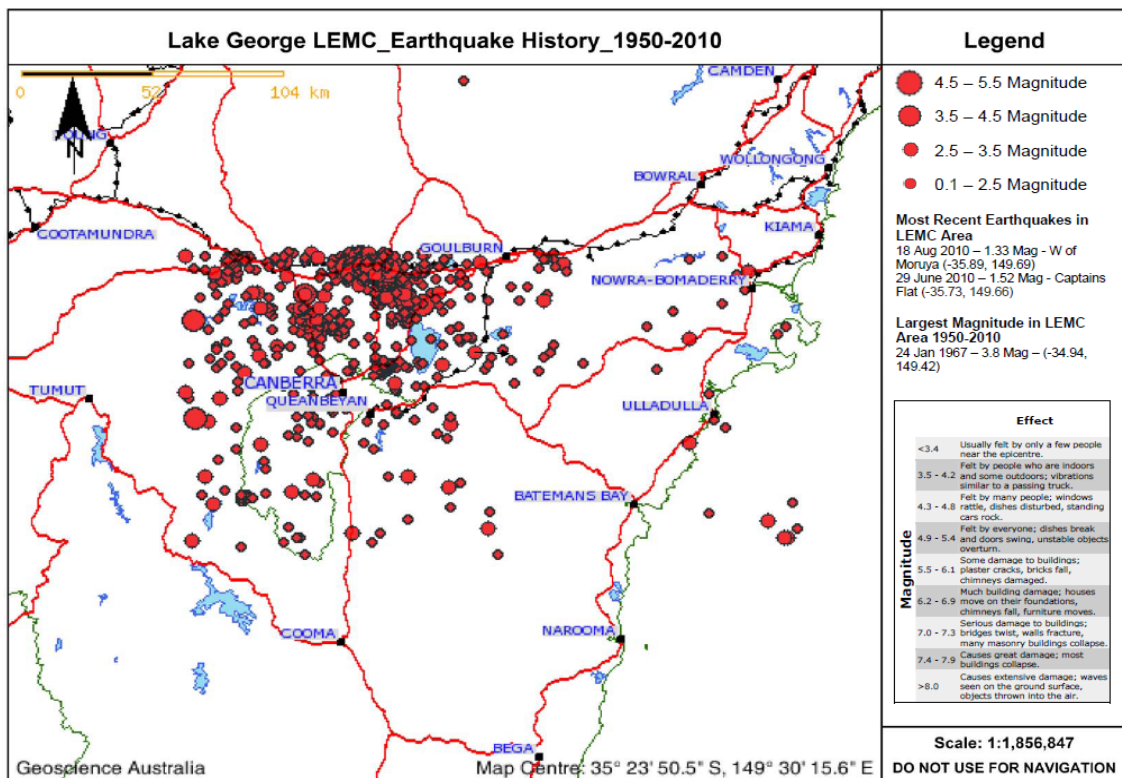 Lake George LEMC_Earthquake History_1950-2010
0 52 104 km
N
CAMDEN
YOUNG
WOLLONGONG
BOWRAL
COOTAMUNDRA
GOULBURN
KIAMA
NOWRA-BOMADERRY
CANBERRA
TUMUT
QUEANBEYAN
ULLADULLA
BATEMANS BAY
COOMA
NAROOMA
BEGA
Geoscience Australia
Map Centre: 35° 23' 50.5" S, 149° 30' 15.6" E
Legend
4.5 – 5.5 Magnitude
3.5 – 4.5 Magnitude
2.5 – 3.5 Magnitude
0.1 – 2.5 Magnitude
Most Recent Earthquakes in
LEMC Area
18 Aug 2010 – 1.33 Mag - W of
Moruya (-35.89, 149.69)
29 June 2010 – 1.52 Mag - Captains
Flat (-35.73, 149.66)
Largest Magnitude in LEMC
Area 1950-2010
24 Jan 1967 – 3.8 Mag – (-34.94,
149.42)
Magnitude
Effect
<3.4 Usually felt by only a few people
near the epicentre.
3.5 - 4.2 Felt by people who are indoors
and some outdoors; vibrations
similar to a passing truck.
4.3 - 4.8 Felt by many people; windows
rattle, dishes disturbed, standing
cars rock.
4.9 - 5.4 Felt by everyone; dishes break
and doors swing, unstable objects
overturn.
5.5 - 6.1 Some damage to buildings;
plaster cracks, bricks fall,
chimneys damaged.
6.2 - 6.9 Much building damage; houses
move on their foundations,
chimneys fall, furniture moves.
7.0 - 7.3 Serious damage to buildings;
bridges twist, walls fracture,
many masonry buildings collapse.
7.4 - 7.9 Causes great damage; most
buildings collapse.
>8.0 Causes extensive damage; waves
seen on the ground surface,
objects thrown into the air.
Scale: 1:1,856,847
DO NOT USE FOR NAVIGATION